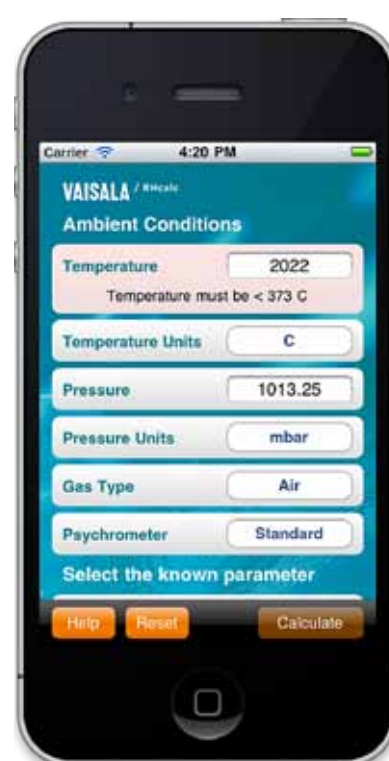 Carrier 4:20 PM
VAISALA / RHcalc
Ambient Conditions
Temperature 2022
Temperature must be < 373 C
Temperature Units C
Pressure 1013.25
Pressure Units mbar
Gas Type Air
Psychrometer Standard
Select the known parameter
Help Reset Calculate